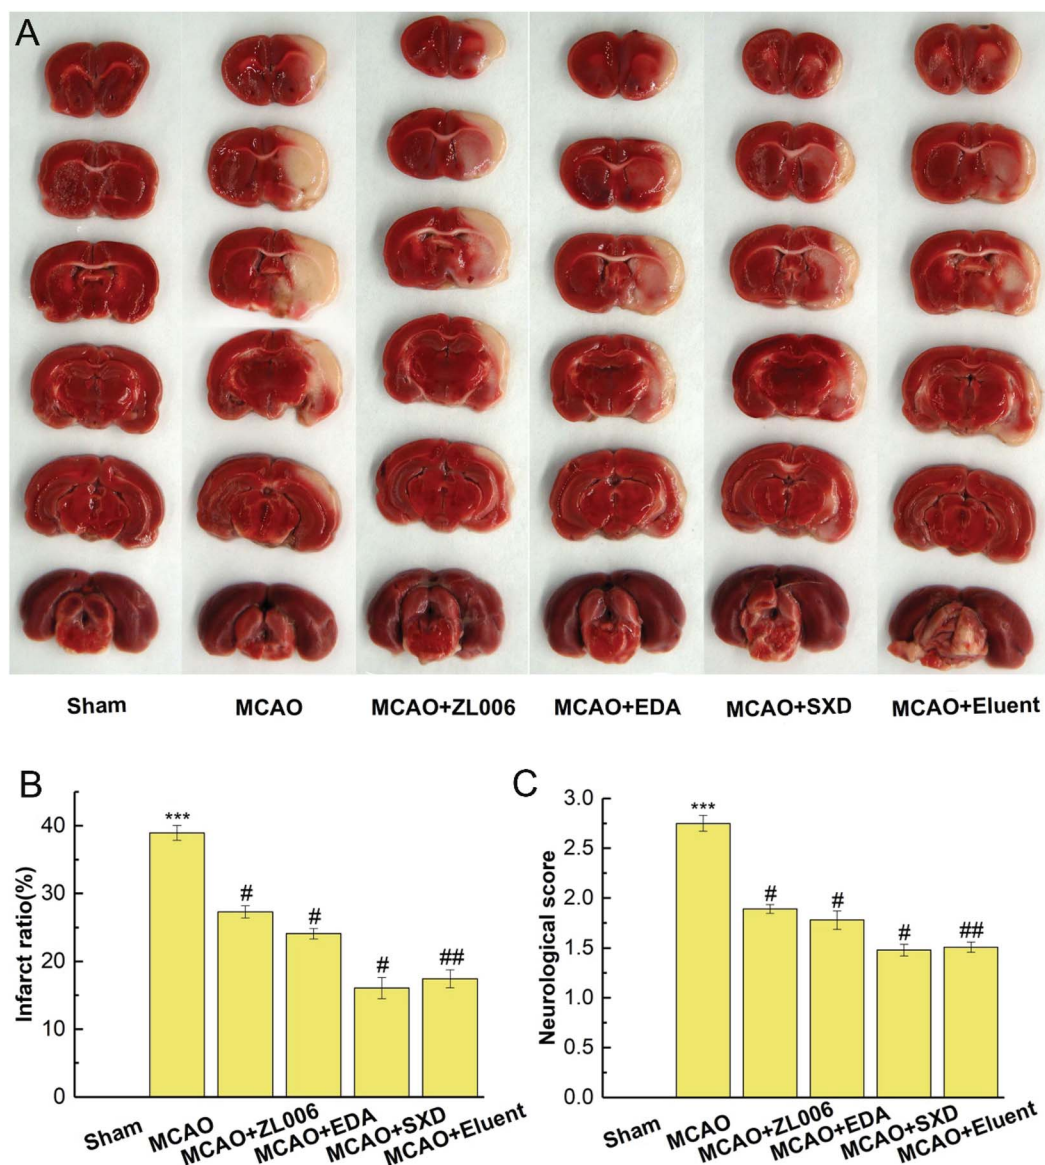 A
Sham MCAO MCAO+ZL006 MCAO+EDA MCAO+SXD MCAO+Eluent
B
Infarct ratio(%)
40
30
20
10
0
***
#
#
#
##
Sham
MCAO
MCAO+ZL006
MCAO+EDA
MCAO+SXD
MCAO+Eluent
C
Neurological score
3.0
2.5
2.0
1.5
1.0
0.5
0.0
***
#
#
#
##
Sham
MCAO
MCAO+ZL006
MCAO+EDA
MCAO+SXD
MCAO+Eluent